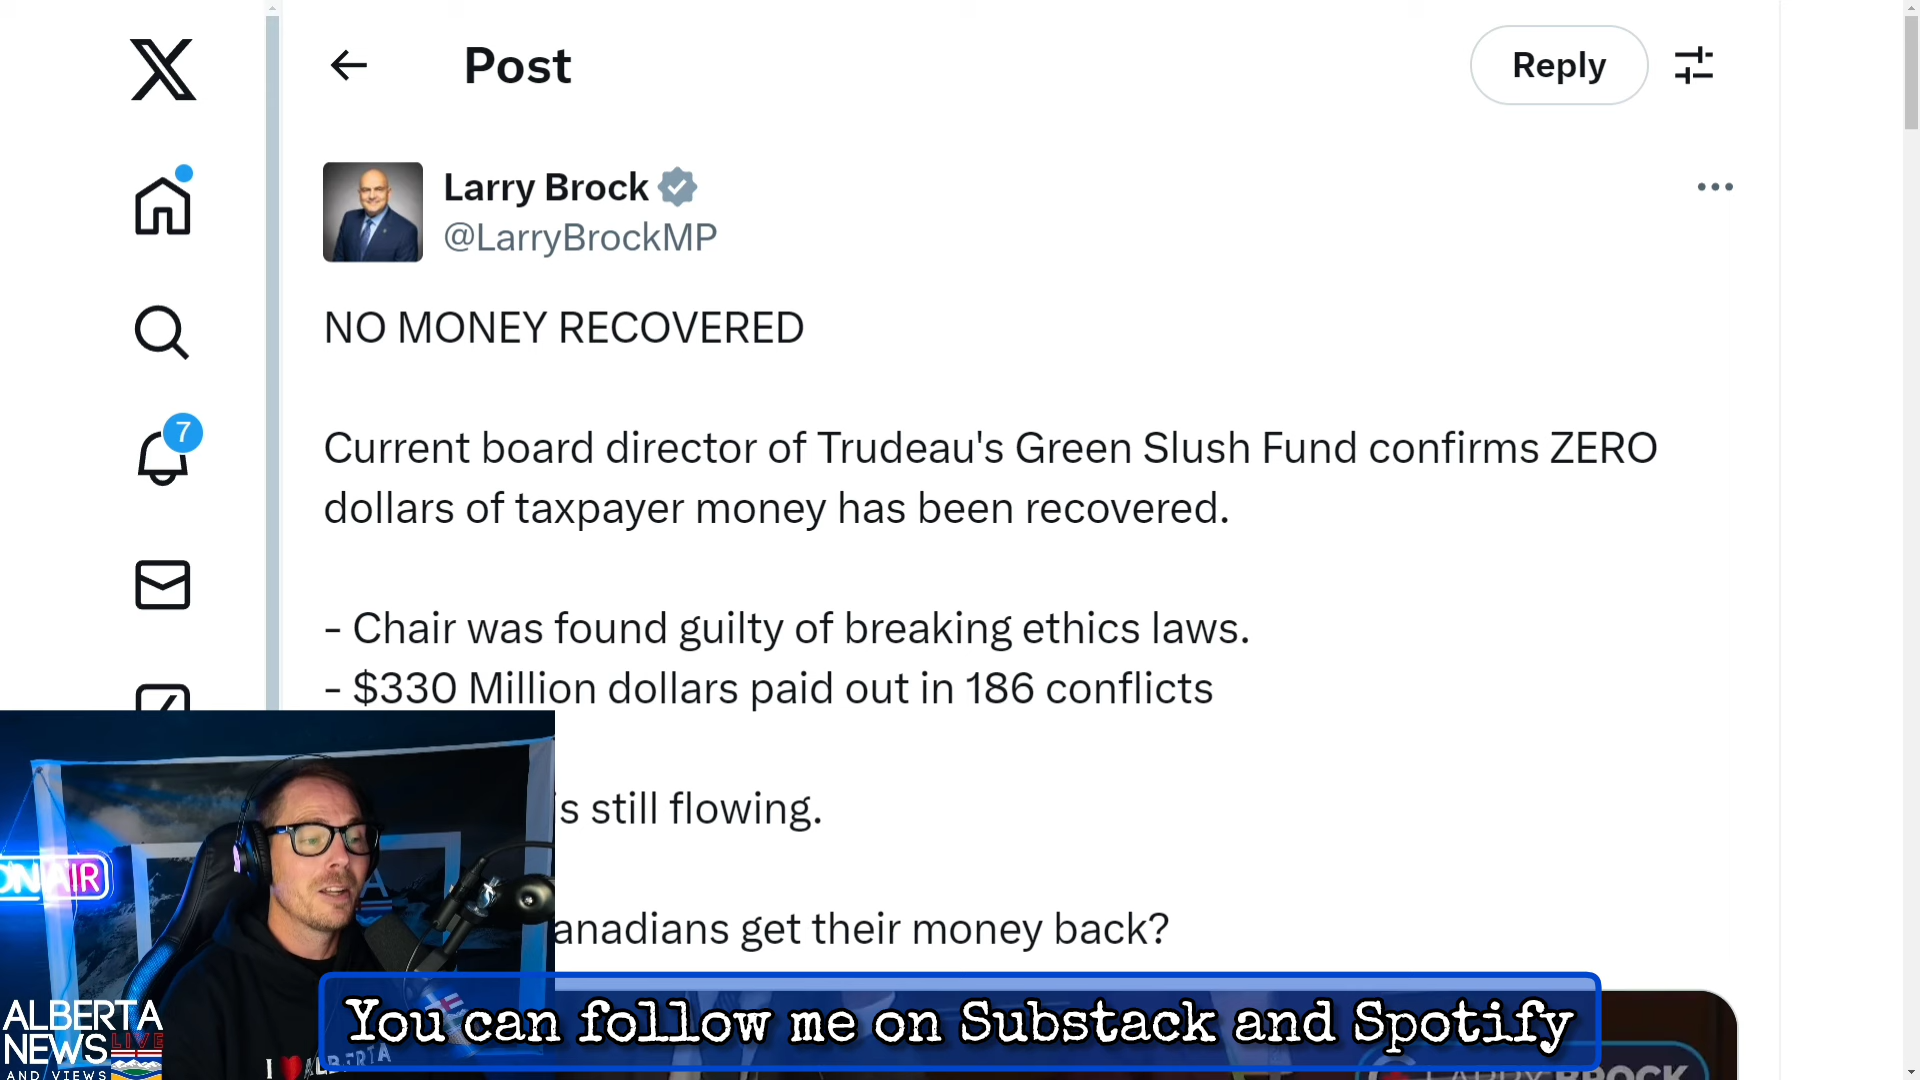 Post
Reply
Larry Brock
@LarryBrockMP
NO MONEY RECOVERED
Current board director of Trudeau's Green Slush Fund confirms ZERO
dollars of taxpayer money has been recovered.
7
- Chair was found guilty of breaking ethics laws.
- $330 Million dollars paid out in 186 conflicts
s still flowing.
ON AIR
anadians get their money back?
You can follow me on Substack and Spotify
ALBERTA
NEWS LIVE
AND VIEWS
I ALBERTA
LARRY BROCK